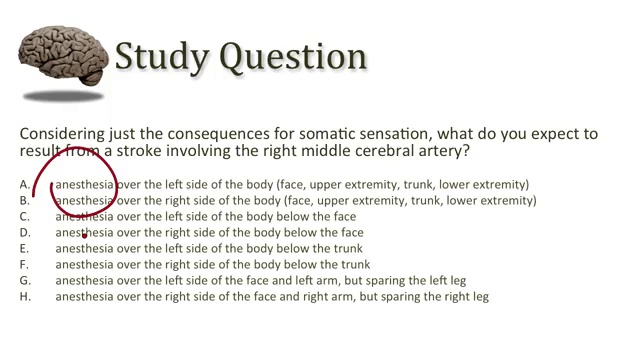 Study Question
Considering just the consequences for somatic sensation, what do you expect to
result from a stroke involving the right middle cerebral artery?
A. anesthesia over the left side of the body (face, upper extremity, trunk, lower extremity)
B. anesthesia over the right side of the body (face, upper extremity, trunk, lower extremity)
C. anesthesia over the left side of the body below the face
D. anesthesia over the right side of the body below the face
E. anesthesia over the left side of the body below the trunk
F. anesthesia over the right side of the body below the trunk
G. anesthesia over the left side of the face and left arm, but sparing the left leg
H. anesthesia over the right side of the face and right arm, but sparing the right leg